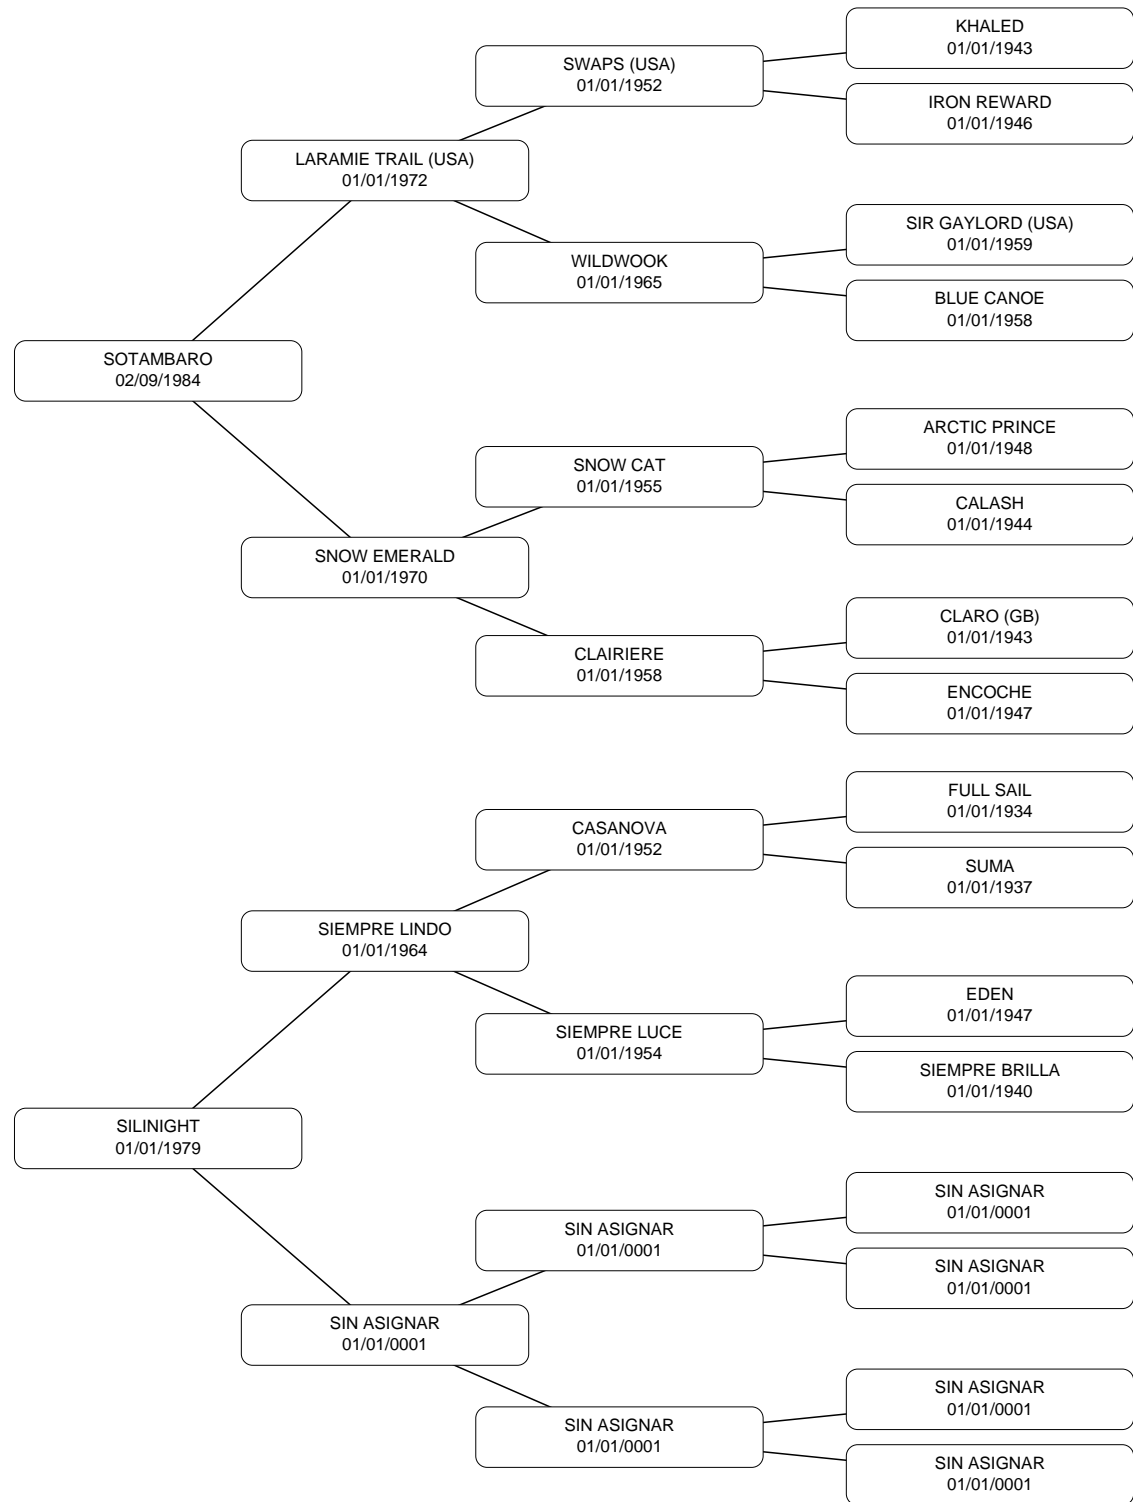 KHALED
01/01/1943
SWAPS (USA)
01/01/1952
IRON REWARD
01/01/1946
LARAMIE TRAIL (USA)
01/01/1972
SIR GAYLORD (USA)
01/01/1959
WILDWOOK
01/01/1965
BLUE CANOE
01/01/1958
SOTAMBARO
02/09/1984
ARCTIC PRINCE
01/01/1948
SNOW CAT
01/01/1955
CALASH
01/01/1944
SNOW EMERALD
01/01/1970
CLARO (GB)
01/01/1943
CLAIRIERE
01/01/1958
ENCOCHE
01/01/1947
FULL SAIL
01/01/1934
CASANOVA
01/01/1952
SUMA
01/01/1937
SIEMPRE LINDO
01/01/1964
EDEN
01/01/1947
SIEMPRE LUCE
01/01/1954
SIEMPRE BRILLA
01/01/1940
SILINIGHT
01/01/1979
SIN ASIGNAR
01/01/0001
SIN ASIGNAR
01/01/0001
SIN ASIGNAR
01/01/0001
SIN ASIGNAR
01/01/0001
SIN ASIGNAR
01/01/0001
SIN ASIGNAR
01/01/0001
SIN ASIGNAR
01/01/0001